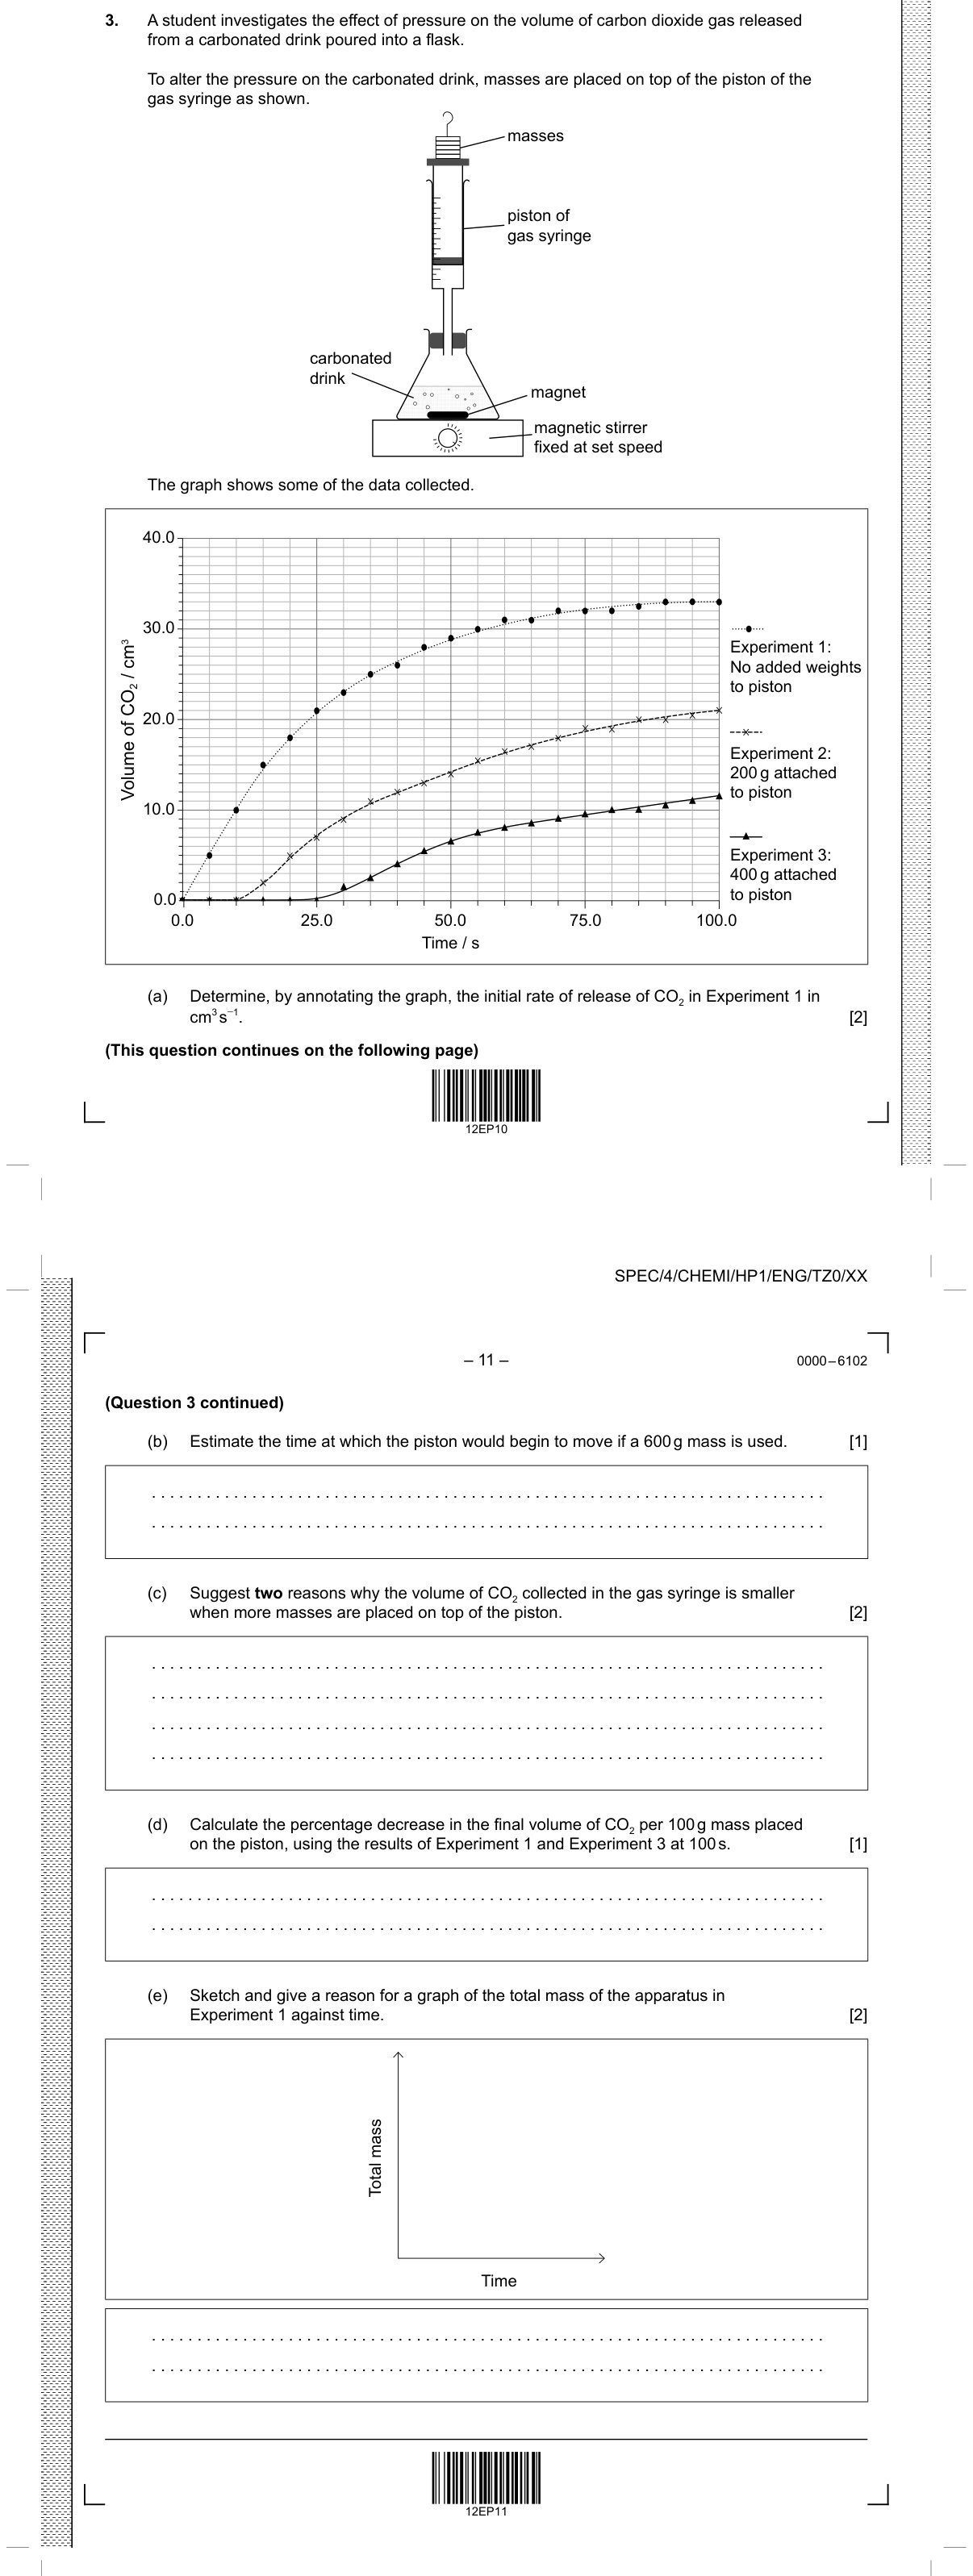 3. A student investigates the effect of pressure on the volume of carbon dioxide gas released
from a carbonated drink poured into a flask.
To alter the pressure on the carbonated drink, masses are placed on top of the piston of the
gas syringe as shown.
masses
piston of
gas syringe
carbonated
drink
magnet
magnetic stirrer
fixed at set speed
The graph shows some of the data collected.
40.0
30.0
20.0
10.0
0.0
Volume of CO₂ / cm³
0.0 25.0 50.0 75.0 100.0
Time / s
Experiment 1:
No added weights
to piston
Experiment 2:
200 g attached
to piston
Experiment 3:
400 g attached
to piston
(a) Determine, by annotating the graph, the initial rate of release of CO₂ in Experiment 1 in
cm³ s⁻¹. [2]
(This question continues on the following page)
12EP10
SPEC/4/CHEMI/HP1/ENG/TZ0/XX
– 11 – 0000–6102
(Question 3 continued)
(b) Estimate the time at which the piston would begin to move if a 600 g mass is used. [1]
(c) Suggest two reasons why the volume of CO₂ collected in the gas syringe is smaller
when more masses are placed on top of the piston. [2]
(d) Calculate the percentage decrease in the final volume of CO₂ per 100 g mass placed
on the piston, using the results of Experiment 1 and Experiment 3 at 100 s. [1]
(e) Sketch and give a reason for a graph of the total mass of the apparatus in
Experiment 1 against time. [2]
Total mass
Time
12EP11